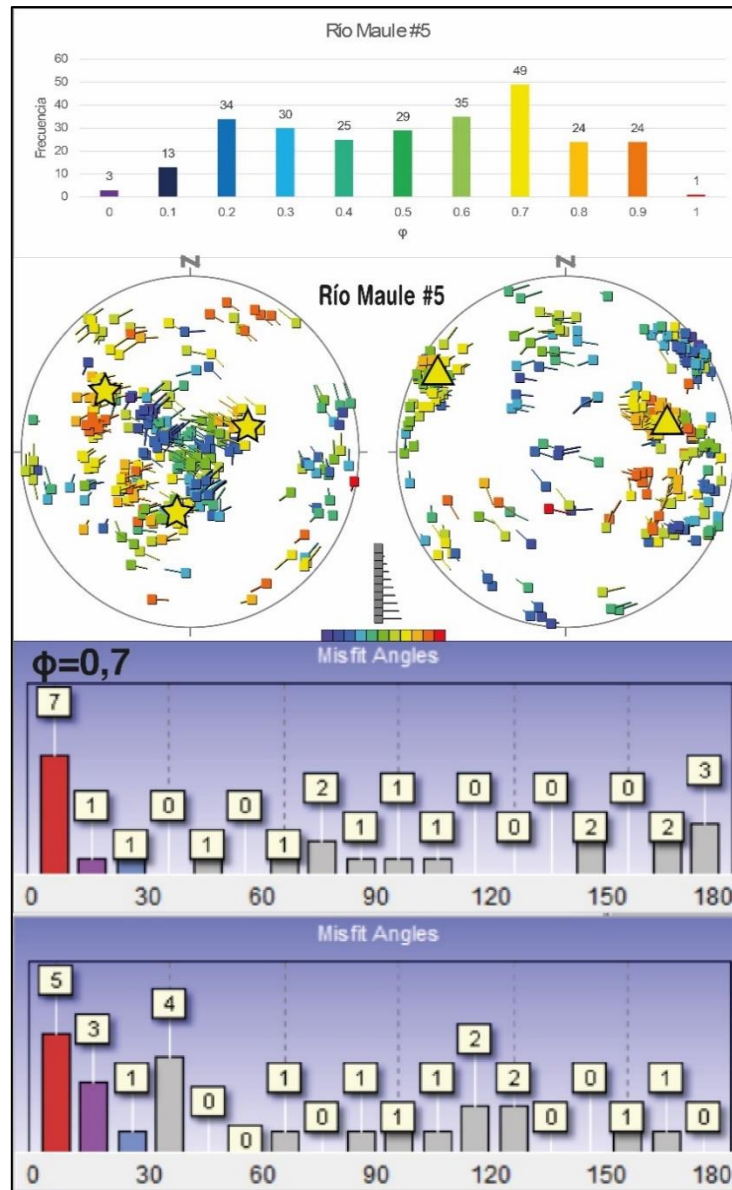 Río Maule #5
60
50
40
30
20
10
0
Frecuencia
3
13
34
30
25
29
35
49
24
24
1
0 0.1 0.2 0.3 0.4 0.5 0.6 0.7 0.8 0.9 1
φ
N N
Río Maule #5
ϕ=0,7
Misfit Angles
7 1 1 0 1 0 1 2 1 1 1 0 0 0 2 0 2 3
0 30 60 90 120 150 180
Misfit Angles
5 3 1 4 0 0 1 0 1 1 1 2 2 0 0 1 1 0
0 30 60 90 120 150 180